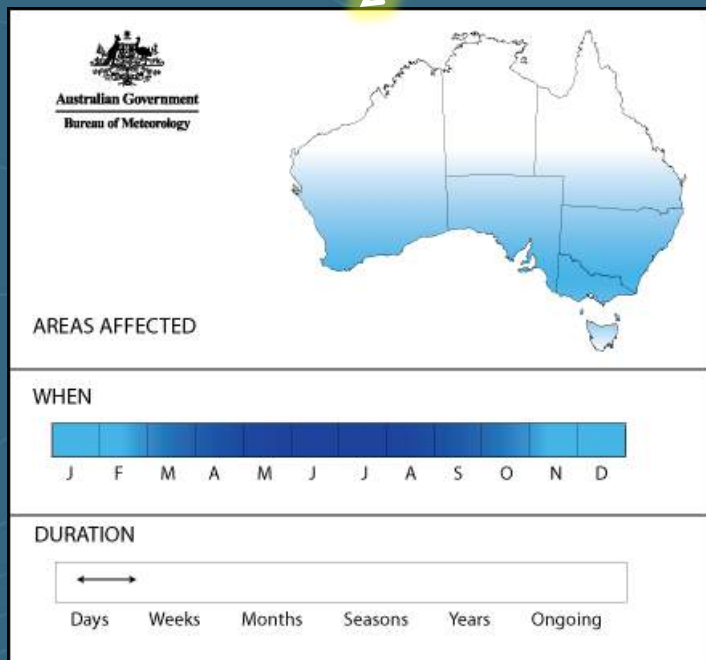 Australian Government
Bureau of Meteorology
AREAS AFFECTED
WHEN
J F M A M J J A S O N D
DURATION
Days Weeks Months Seasons Years Ongoing